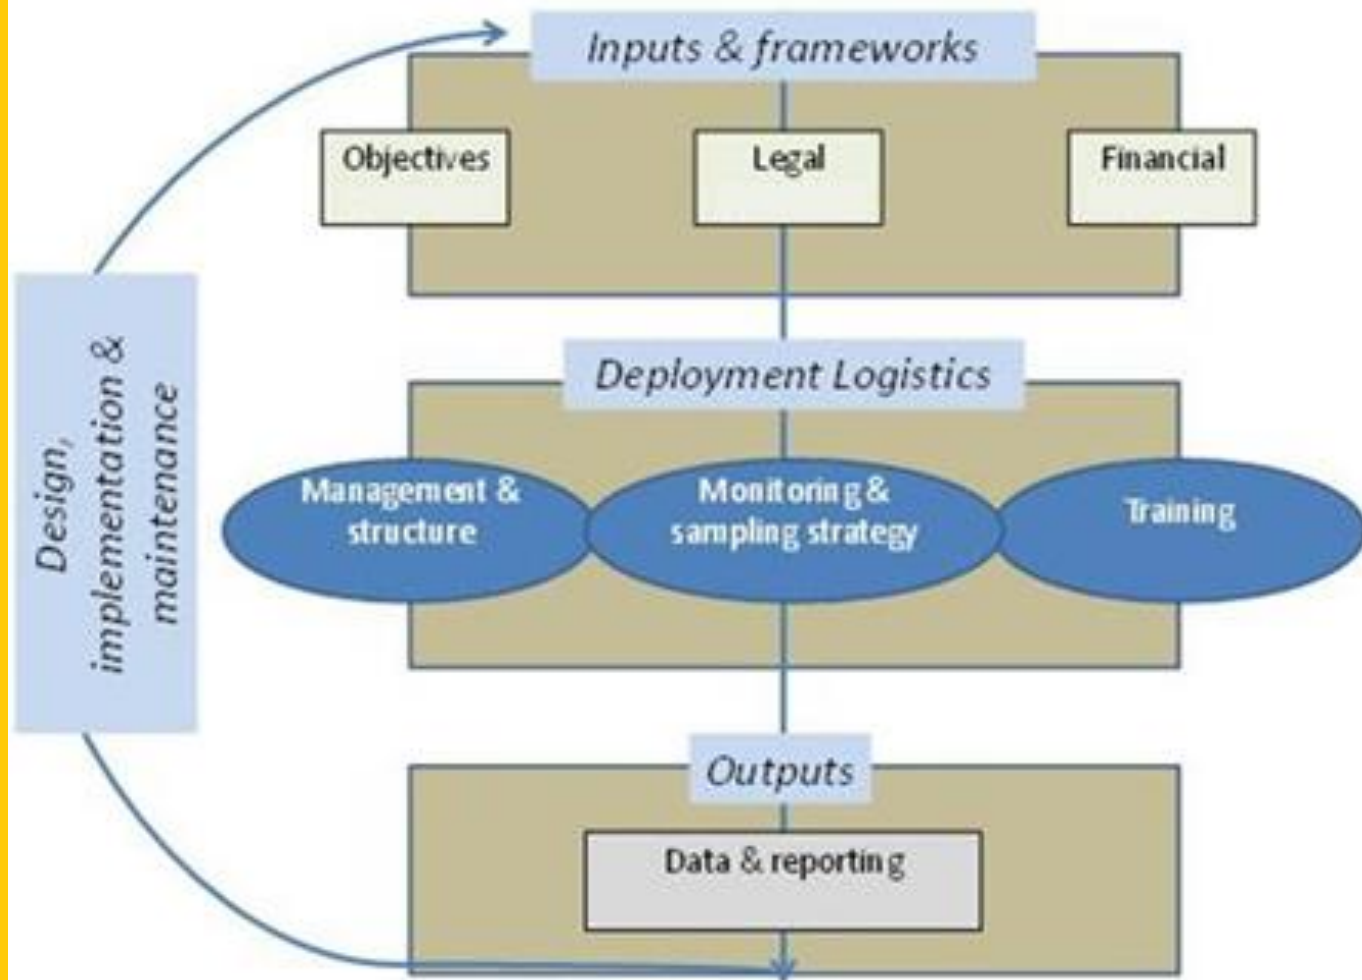 Inputs & frameworks
Objectives
Legal
Financial
Design,
implementation &
maintenance
Deployment Logistics
Management &
structure
Monitoring &
sampling strategy
Training
Outputs
Data & reporting